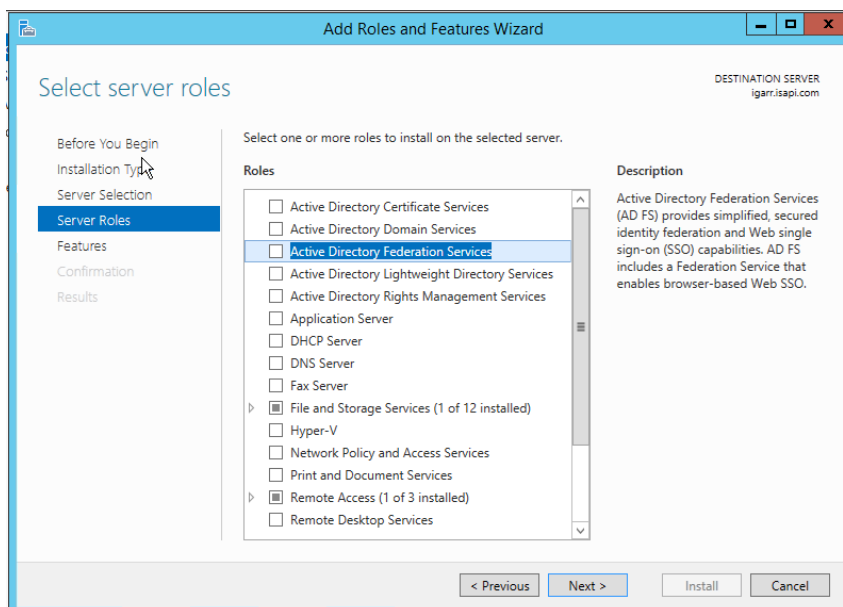 Add Roles and Features Wizard
Select server roles
DESTINATION SERVER
igarr.isapi.com
Before You Begin
Installation Type
Server Selection
Server Roles
Features
Confirmation
Results
Select one or more roles to install on the selected server.
Roles
Active Directory Certificate Services
Active Directory Domain Services
Active Directory Federation Services
Active Directory Lightweight Directory Services
Active Directory Rights Management Services
Application Server
DHCP Server
DNS Server
Fax Server
File and Storage Services (1 of 12 installed)
Hyper-V
Network Policy and Access Services
Print and Document Services
Remote Access (1 of 3 installed)
Remote Desktop Services
Description
Active Directory Federation Services
(AD FS) provides simplified, secured
identity federation and Web single
sign-on (SSO) capabilities. AD FS
includes a Federation Service that
enables browser-based Web SSO.
< Previous
Next >
Install
Cancel